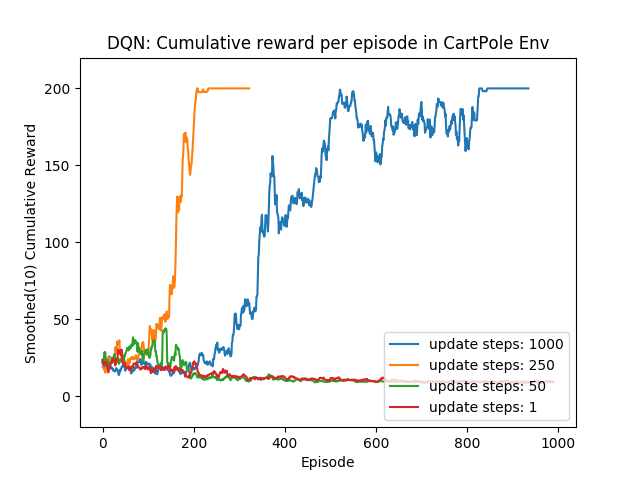 DQN: Cumulative reward per episode in CartPole Env
Smoothed(10) Cumulative Reward
200
150
100
50
0
update steps: 1000
update steps: 250
update steps: 50
update steps: 1
0 200 400 600 800 1000
Episode